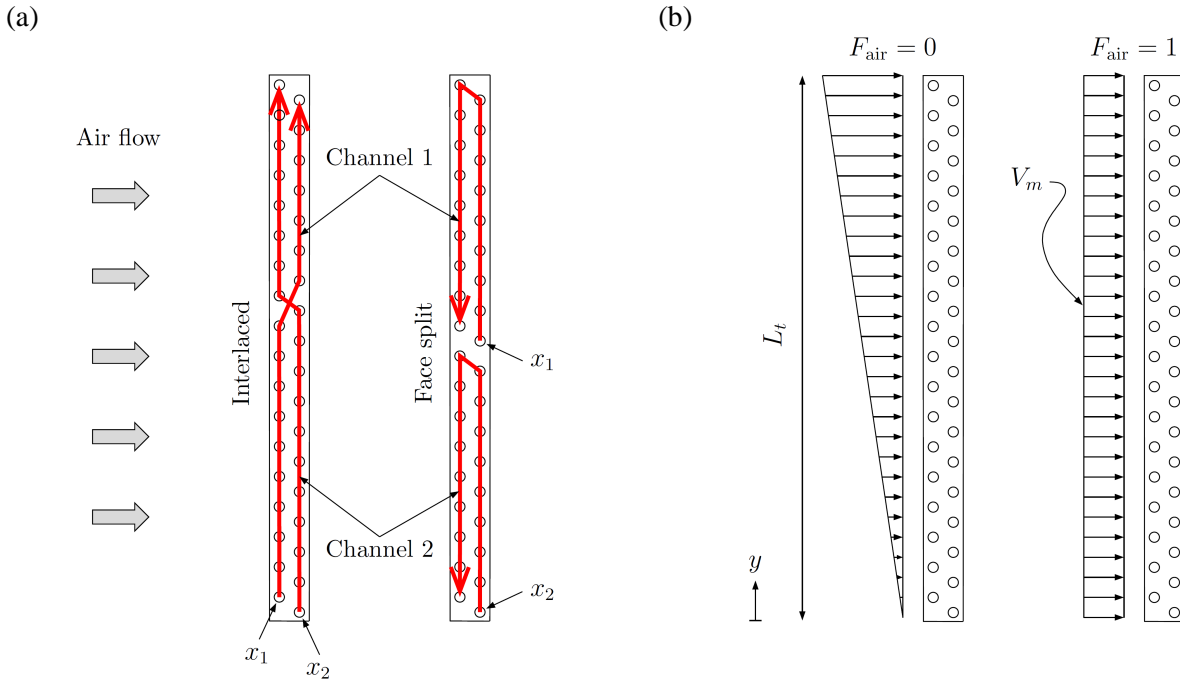 (a)
Air flow
Interlaced
Channel 1
Channel 2
Face split
x₁
x₂
x₁
x₂
(b)
F_air = 0
F_air = 1
V_m
L_t
y